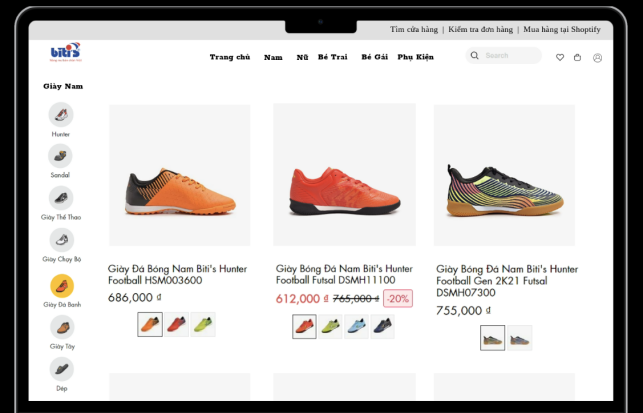 Tìm cửa hàng | Kiểm tra đơn hàng | Mua hàng tại Shoptify
biti's
Trang chủ Nam Nữ Bé Trai Bé Gái Phụ Kiện Search
Giày Nam
Hunter
Sandal
Giày Thể Thao
Giày Chạy Bộ
Giày Đá Banh
Giày Tây
Dép
Giày Đá Bóng Nam Biti's Hunter
Football HSM003600
686,000 đ
Giày Bóng Đá Nam Biti's Hunter
Football Futsal DSMH11100
612,000 đ 765,000 đ -20%
Giày Bóng Đá Nam Biti's Hunter
Football Gen 2K21 Futsal
DSMH07300
755,000 đ